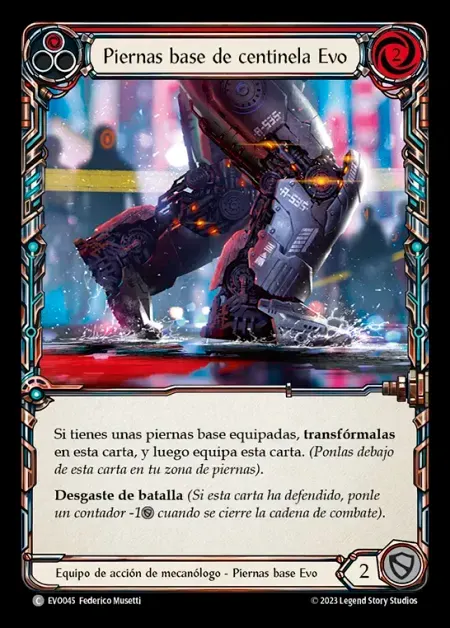 Piernas base de centinela Evo
2
A-S35
A-S35
Si tienes unas piernas base equipadas, transfórmalas
en esta carta, y luego equipa esta carta. (Ponlas debajo
de esta carta en tu zona de piernas).
Desgaste de batalla (Si esta carta ha defendido, ponle
un contador -1 cuando se cierre la cadena de combate).
Equipo de acción de mecanólogo - Piernas base Evo
2
C EVO045 Federico Musetti
© 2023 Legend Story Studios